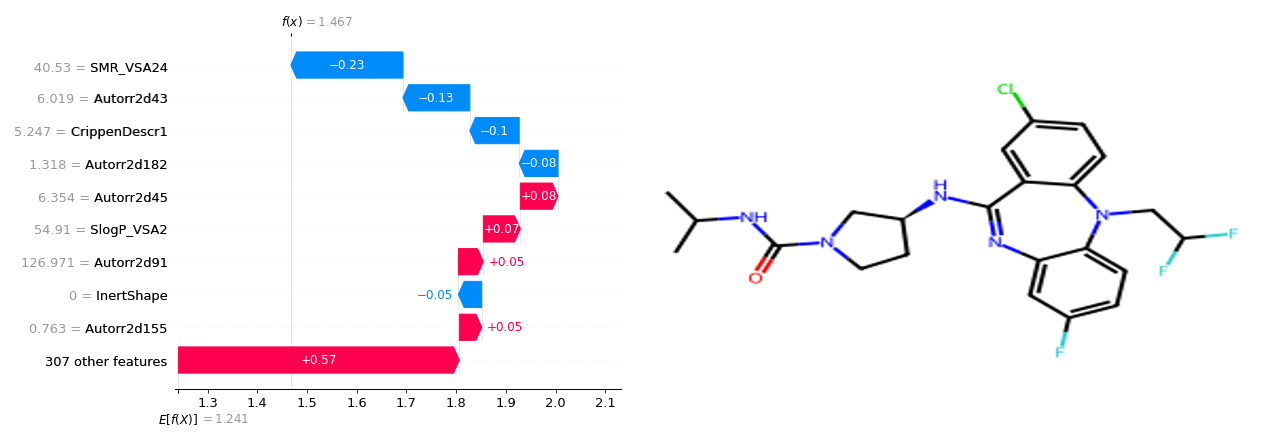 f(x) = 1.467
40.53 = SMR_VSA24
−0.23
6.019 = Autorr2d43
−0.13
5.247 = CrippenDescr1
−0.1
1.318 = Autorr2d182
−0.08
6.354 = Autorr2d45
+0.08
54.91 = SlogP_VSA2
+0.07
126.971 = Autorr2d91
+0.05
0 = InertShape
−0.05
0.763 = Autorr2d155
+0.05
307 other features
+0.57
1.3 1.4 1.5 1.6 1.7 1.8 1.9 2.0 2.1
E[f(X)] = 1.241
Cl
H
N
NH
N
N
N
O
F
F
F